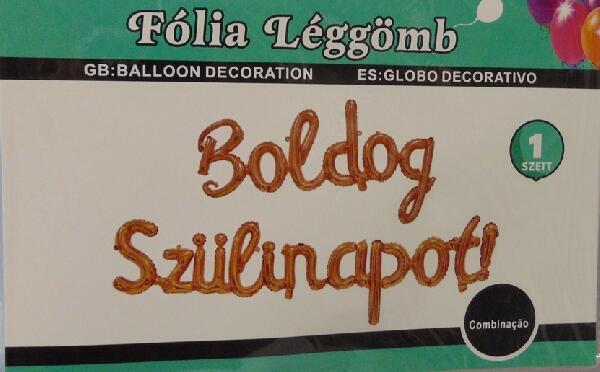 Fólia Léggömb
GB:BALLOON DECORATION
ES:GLOBO DECORATIVO
Boldog
Szülinapot!
1
SZETT
Combinação